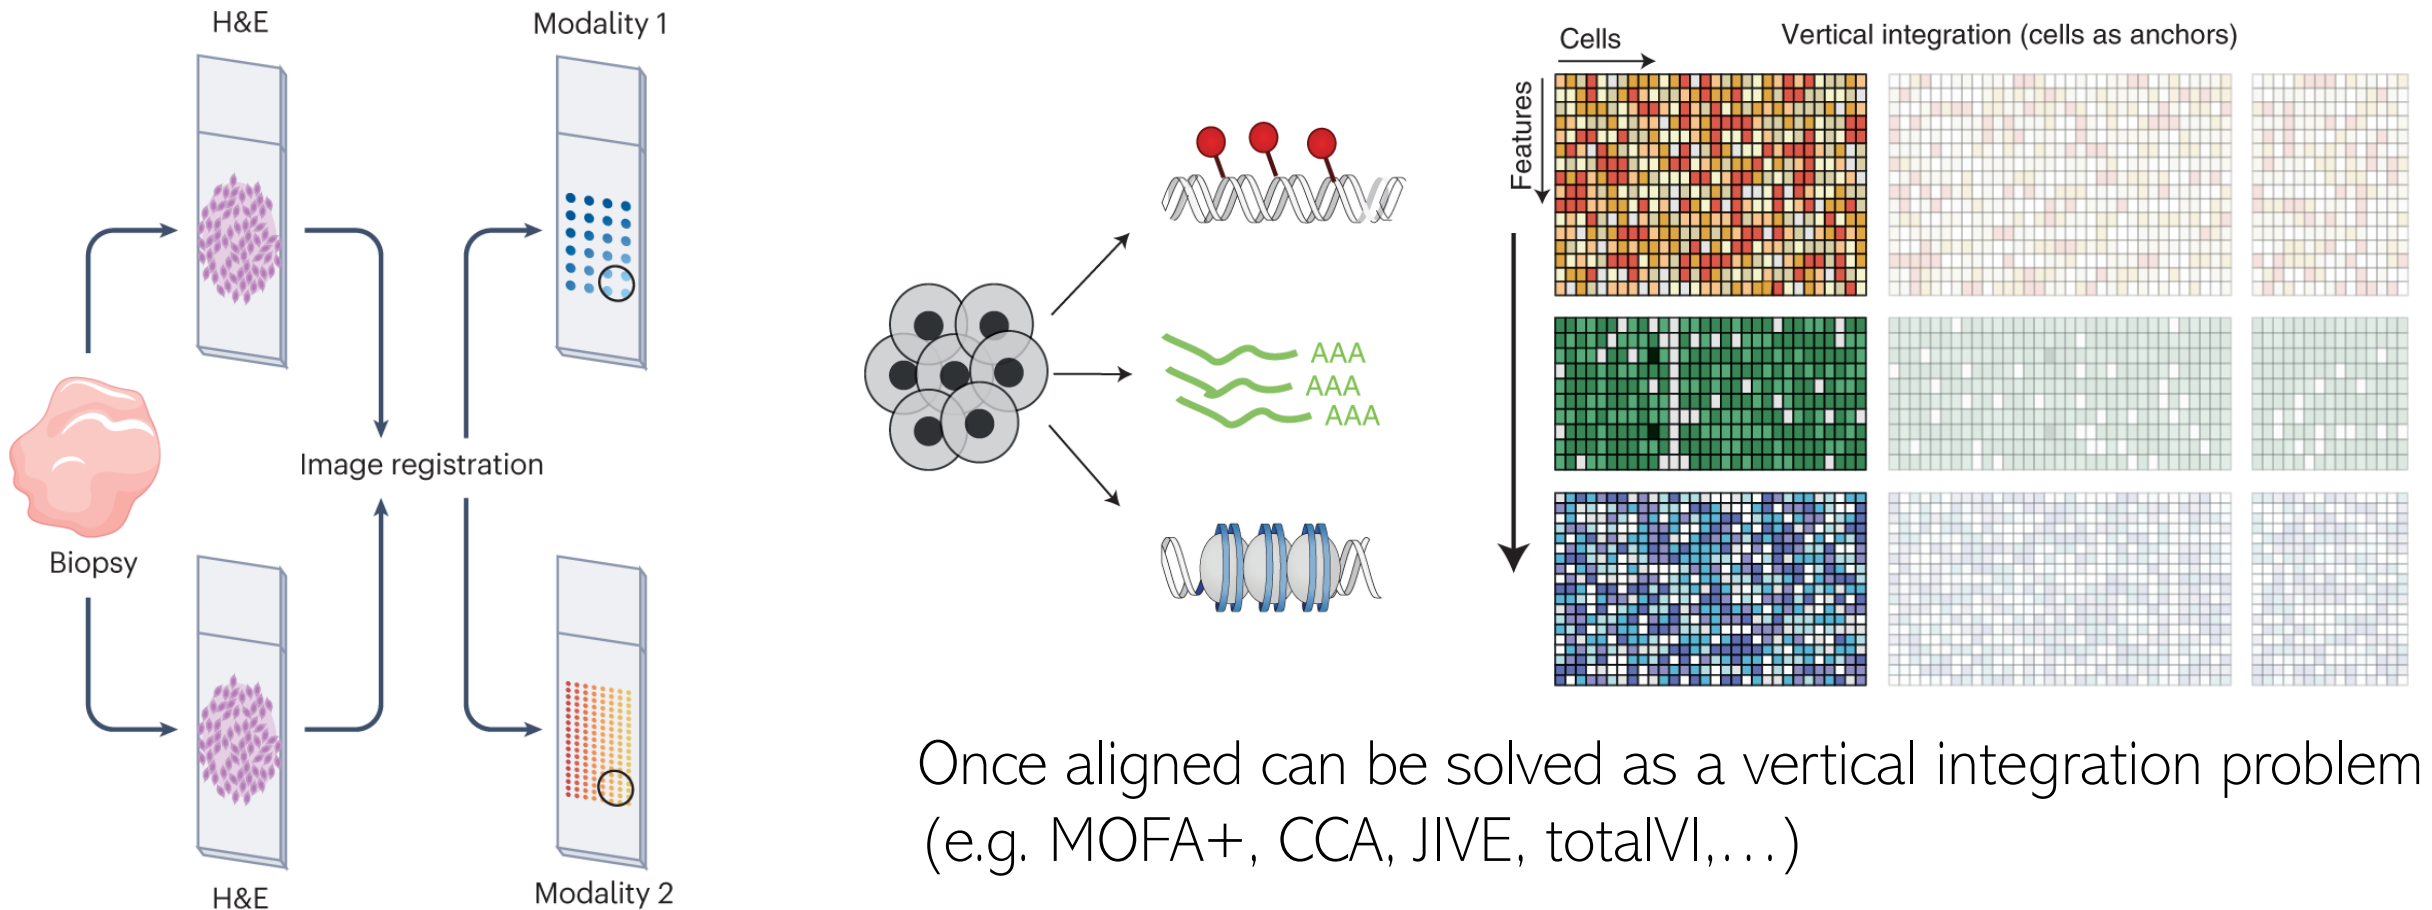 H&E
Modality 1
Image registration
Biopsy
H&E
Modality 2
AAA
AAA
AAA
Cells
Vertical integration (cells as anchors)
Features
Once aligned can be solved as a vertical integration problem
(e.g. MOFA+, CCA, JIVE, totalVI,...)